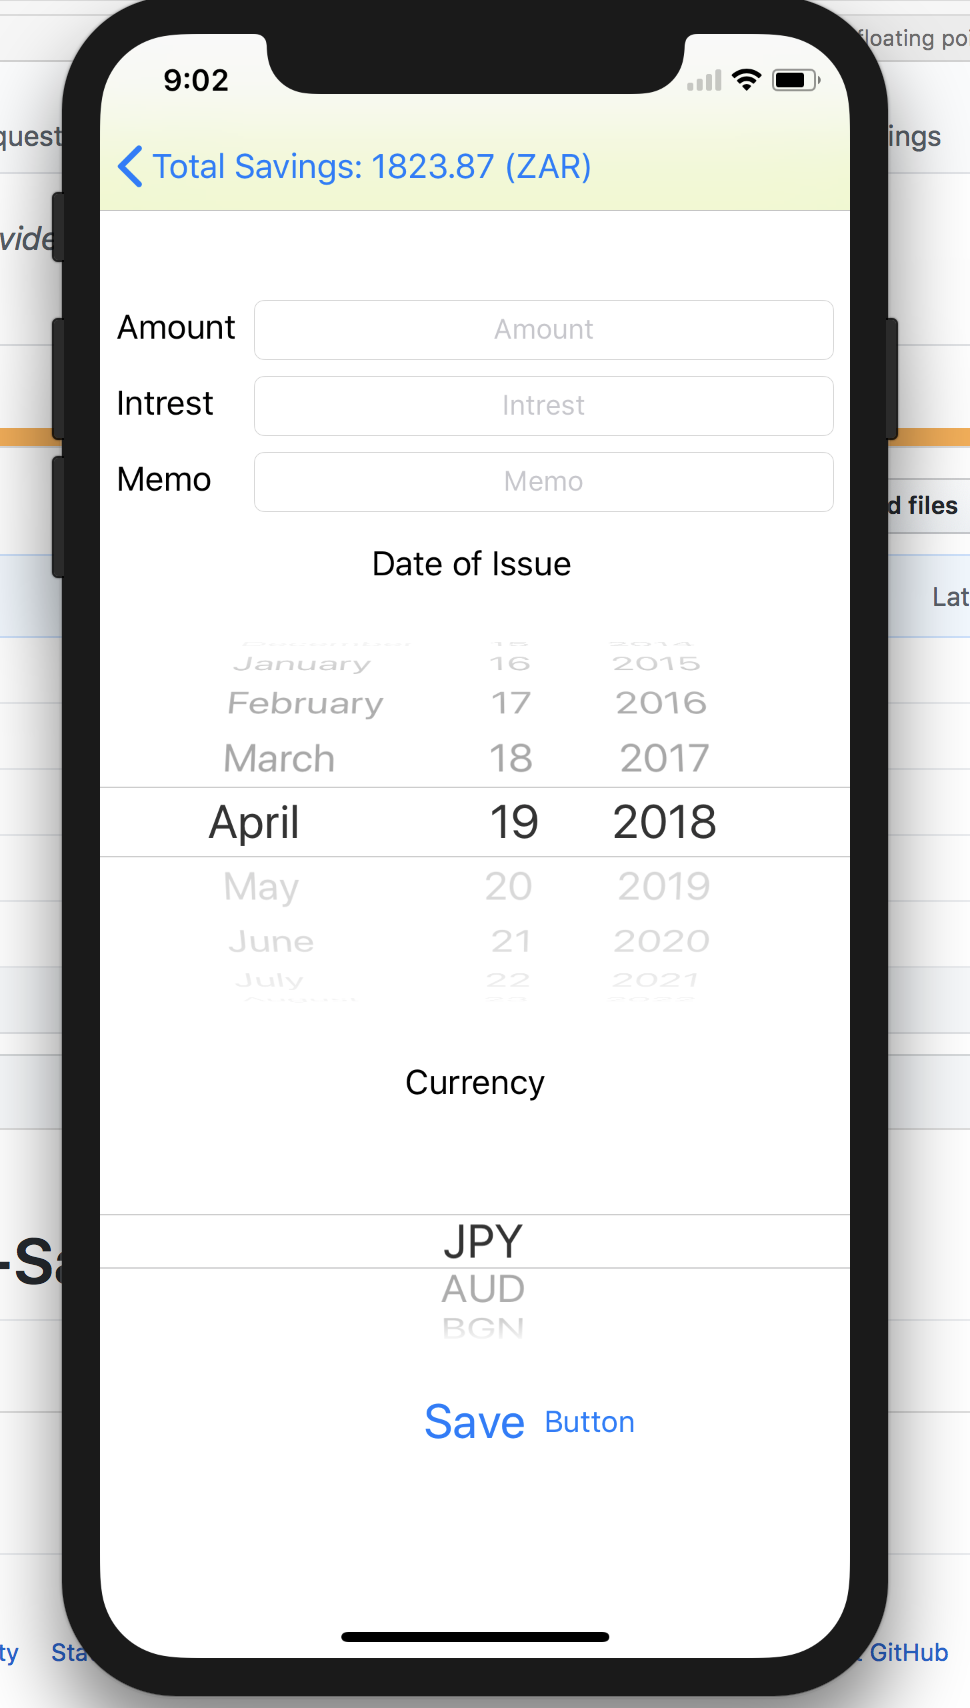 floating poi
9:02
quest
ings
Total Savings: 1823.87 (ZAR)
vide
Amount Amount
Intrest Intrest
Memo Memo
d files
Date of Issue
Lat
January 16 2015
February 17 2016
March 18 2017
April 19 2018
May 20 2019
June 21 2020
July 22 2021
Currency
JPY
-Sa
AUD
BGN
Save Button
ty Sta GitHub